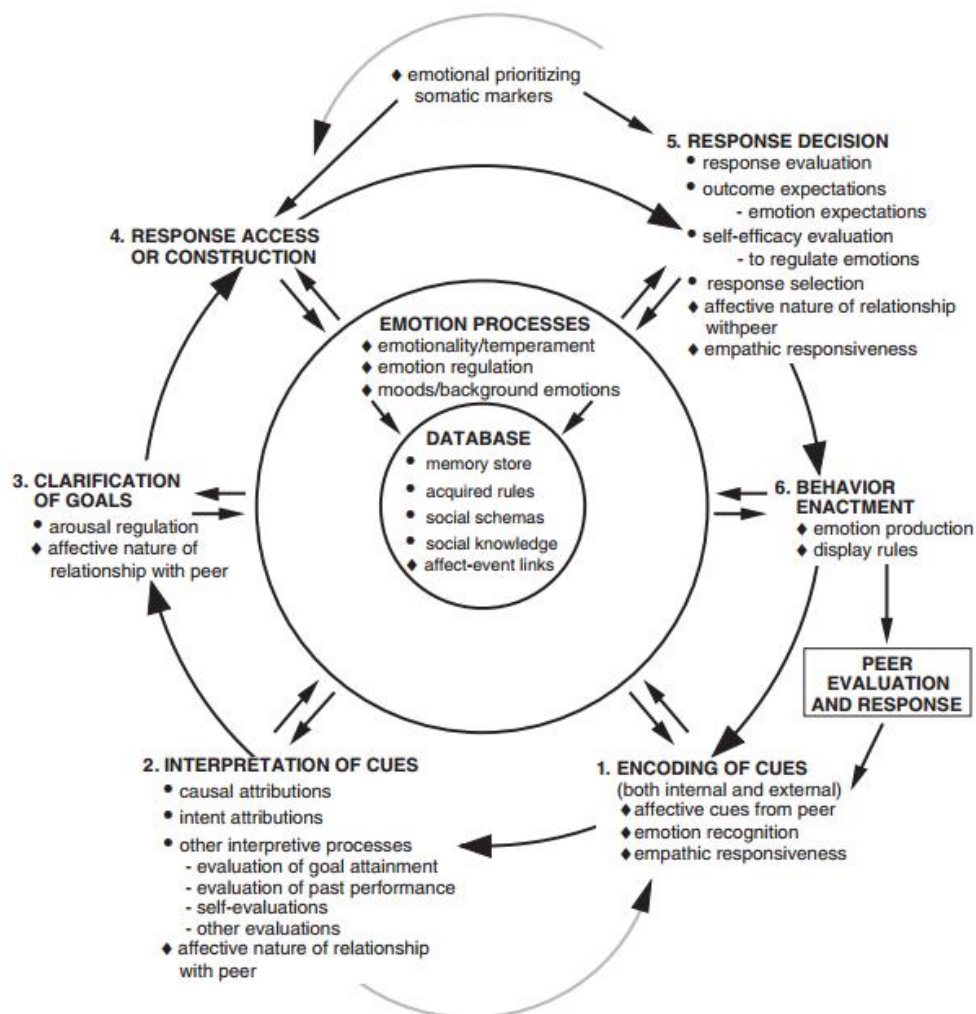 ♦ emotional prioritizing
somatic markers
5. RESPONSE DECISION
• response evaluation
• outcome expectations
- emotion expectations
• self-efficacy evaluation
- to regulate emotions
• response selection
♦ affective nature of relationship
withpeer
♦ empathic responsiveness
4. RESPONSE ACCESS
OR CONSTRUCTION
EMOTION PROCESSES
♦ emotionality/temperament
♦ emotion regulation
♦ moods/background emotions
DATABASE
• memory store
• acquired rules
• social schemas
• social knowledge
♦ affect-event links
3. CLARIFICATION
OF GOALS
• arousal regulation
♦ affective nature of
relationship with peer
6. BEHAVIOR
ENACTMENT
♦ emotion production
♦ display rules
PEER
EVALUATION
AND RESPONSE
2. INTERPRETATION OF CUES
• causal attributions
• intent attributions
• other interpretive processes
- evaluation of goal attainment
- evaluation of past performance
- self-evaluations
- other evaluations
♦ affective nature of relationship
with peer
1. ENCODING OF CUES
(both internal and external)
♦ affective cues from peer
♦ emotion recognition
♦ empathic responsiveness